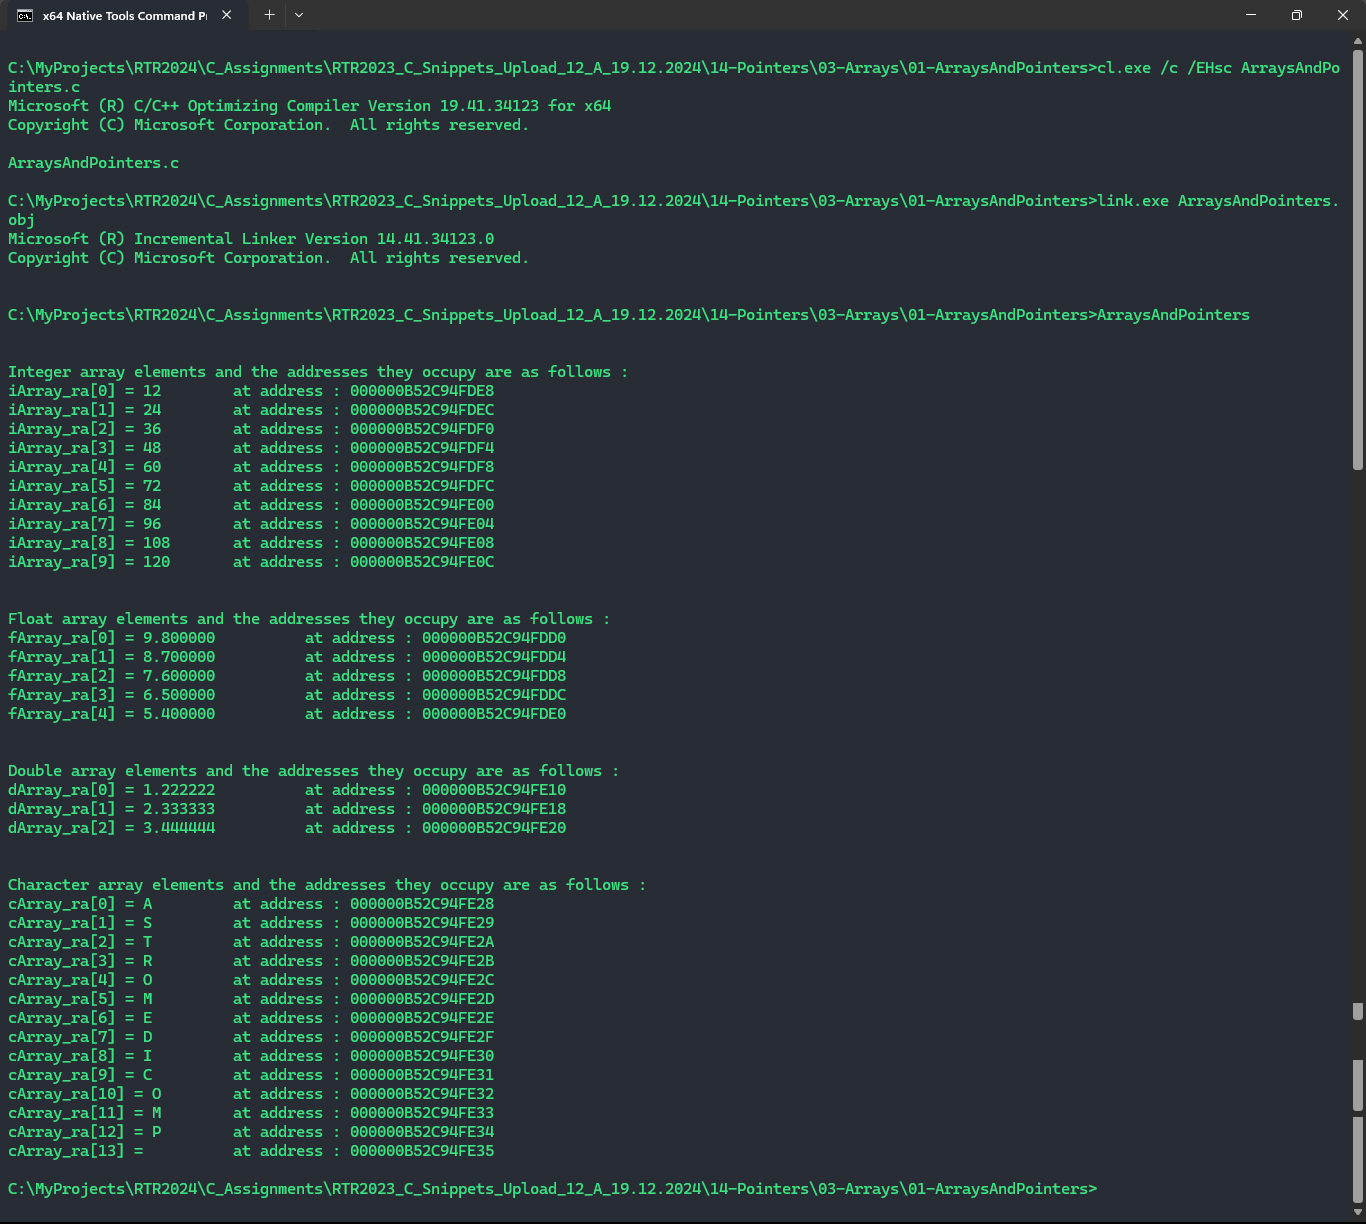 x64 Native Tools Command P
C:\MyProjects\RTR2024\C_Assignments\RTR2023_C_Snippets_Upload_12_A_19.12.2024\14-Pointers\03-Arrays\01-ArraysAndPointers>cl.exe /c /EHsc ArraysAndPo
inters.c
Microsoft (R) C/C++ Optimizing Compiler Version 19.41.34123 for x64
Copyright (C) Microsoft Corporation.  All rights reserved.
ArraysAndPointers.c
C:\MyProjects\RTR2024\C_Assignments\RTR2023_C_Snippets_Upload_12_A_19.12.2024\14-Pointers\03-Arrays\01-ArraysAndPointers>link.exe ArraysAndPointers.
obj
Microsoft (R) Incremental Linker Version 14.41.34123.0
Copyright (C) Microsoft Corporation.  All rights reserved.
C:\MyProjects\RTR2024\C_Assignments\RTR2023_C_Snippets_Upload_12_A_19.12.2024\14-Pointers\03-Arrays\01-ArraysAndPointers>ArraysAndPointers
Integer array elements and the addresses they occupy are as follows :
iArray_ra[0] = 12        at address : 000000B52C94FDE8
iArray_ra[1] = 24        at address : 000000B52C94FDEC
iArray_ra[2] = 36        at address : 000000B52C94FDF0
iArray_ra[3] = 48        at address : 000000B52C94FDF4
iArray_ra[4] = 60        at address : 000000B52C94FDF8
iArray_ra[5] = 72        at address : 000000B52C94FDFC
iArray_ra[6] = 84        at address : 000000B52C94FE00
iArray_ra[7] = 96        at address : 000000B52C94FE04
iArray_ra[8] = 108       at address : 000000B52C94FE08
iArray_ra[9] = 120       at address : 000000B52C94FE0C
Float array elements and the addresses they occupy are as follows :
fArray_ra[0] = 9.800000          at address : 000000B52C94FDD0
fArray_ra[1] = 8.700000          at address : 000000B52C94FDD4
fArray_ra[2] = 7.600000          at address : 000000B52C94FDD8
fArray_ra[3] = 6.500000          at address : 000000B52C94FDDC
fArray_ra[4] = 5.400000          at address : 000000B52C94FDE0
Double array elements and the addresses they occupy are as follows :
dArray_ra[0] = 1.222222          at address : 000000B52C94FE10
dArray_ra[1] = 2.333333          at address : 000000B52C94FE18
dArray_ra[2] = 3.444444          at address : 000000B52C94FE20
Character array elements and the addresses they occupy are as follows :
cArray_ra[0] = A         at address : 000000B52C94FE28
cArray_ra[1] = S         at address : 000000B52C94FE29
cArray_ra[2] = T         at address : 000000B52C94FE2A
cArray_ra[3] = R         at address : 000000B52C94FE2B
cArray_ra[4] = O         at address : 000000B52C94FE2C
cArray_ra[5] = M         at address : 000000B52C94FE2D
cArray_ra[6] = E         at address : 000000B52C94FE2E
cArray_ra[7] = D         at address : 000000B52C94FE2F
cArray_ra[8] = I         at address : 000000B52C94FE30
cArray_ra[9] = C         at address : 000000B52C94FE31
cArray_ra[10] = O        at address : 000000B52C94FE32
cArray_ra[11] = M        at address : 000000B52C94FE33
cArray_ra[12] = P        at address : 000000B52C94FE34
cArray_ra[13] =          at address : 000000B52C94FE35
C:\MyProjects\RTR2024\C_Assignments\RTR2023_C_Snippets_Upload_12_A_19.12.2024\14-Pointers\03-Arrays\01-ArraysAndPointers>